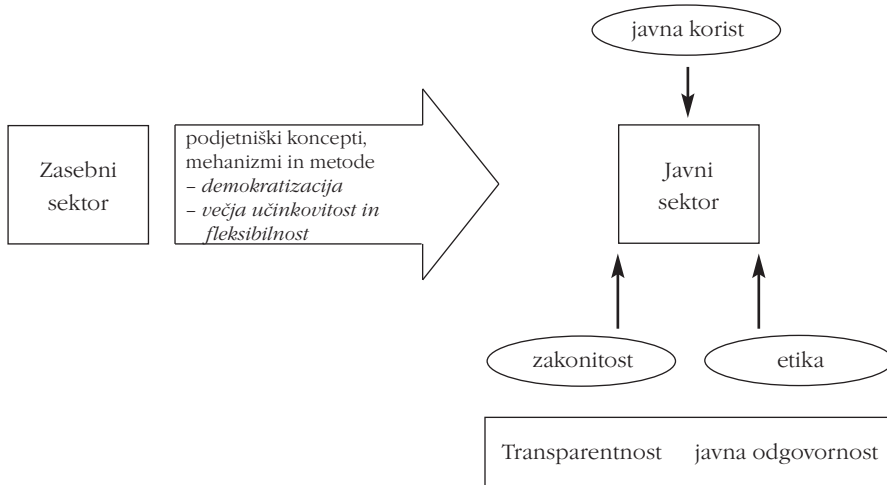 javna korist
Zasebni
sektor
podjetniški koncepti,
mehanizmi in metode
– demokratizacija
– večja učinkovitost in
fleksibilnost
Javni
sektor
zakonitost
etika
Transparentnost javna odgovornost